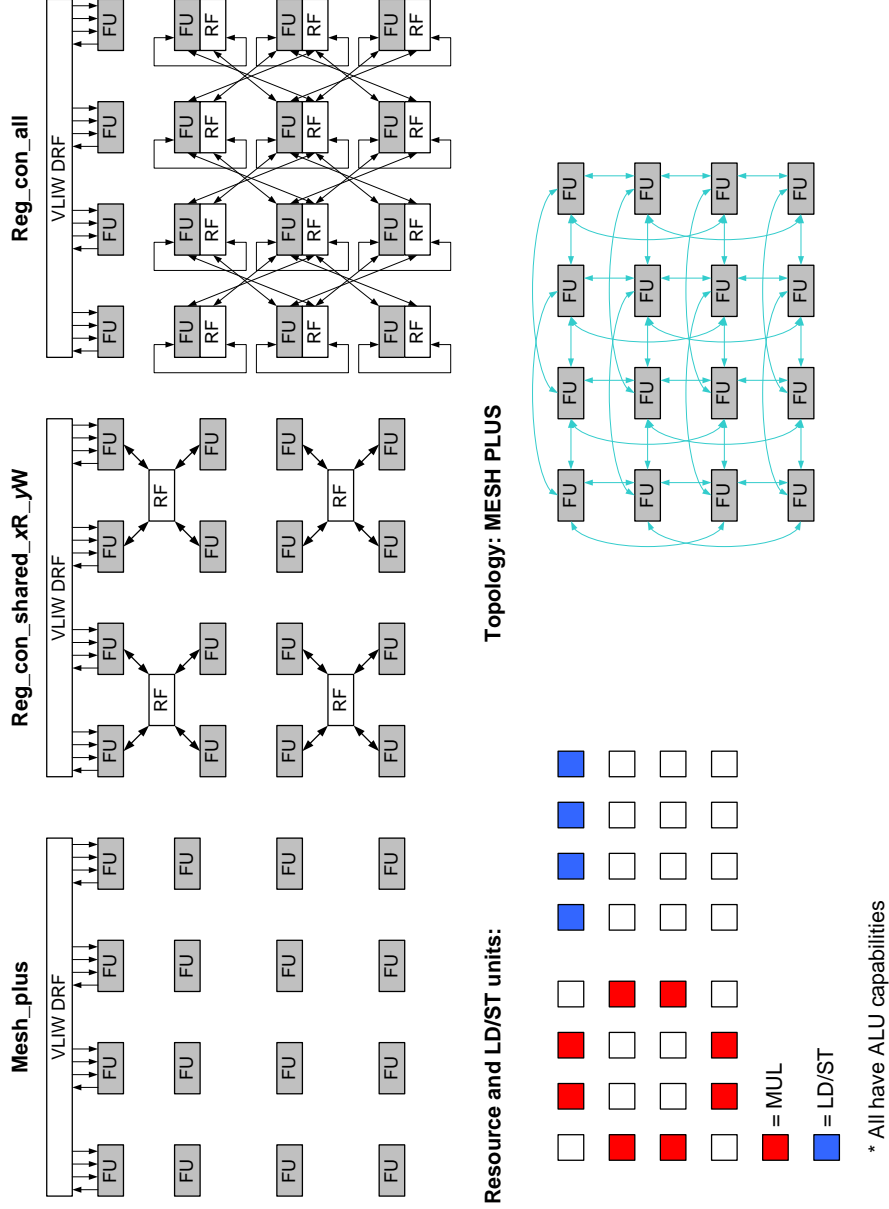 Mesh_plus
VLIW DRF
FU FU FU FU
FU FU FU FU
FU FU FU FU
FU FU FU FU
Reg_con_shared_xR_yW
VLIW DRF
FU FU FU FU
RF RF
FU FU FU FU
FU FU FU FU
RF RF
FU FU FU FU
Reg_con_all
VLIW DRF
FU FU FU FU
FU FU FU FU
RF RF RF RF
FU FU FU FU
RF RF RF RF
FU FU FU FU
RF RF RF RF
Resource and LD/ST units:
= MUL
= LD/ST
* All have ALU capabilities
Topology: MESH PLUS
FU FU FU FU
FU FU FU FU
FU FU FU FU
FU FU FU FU